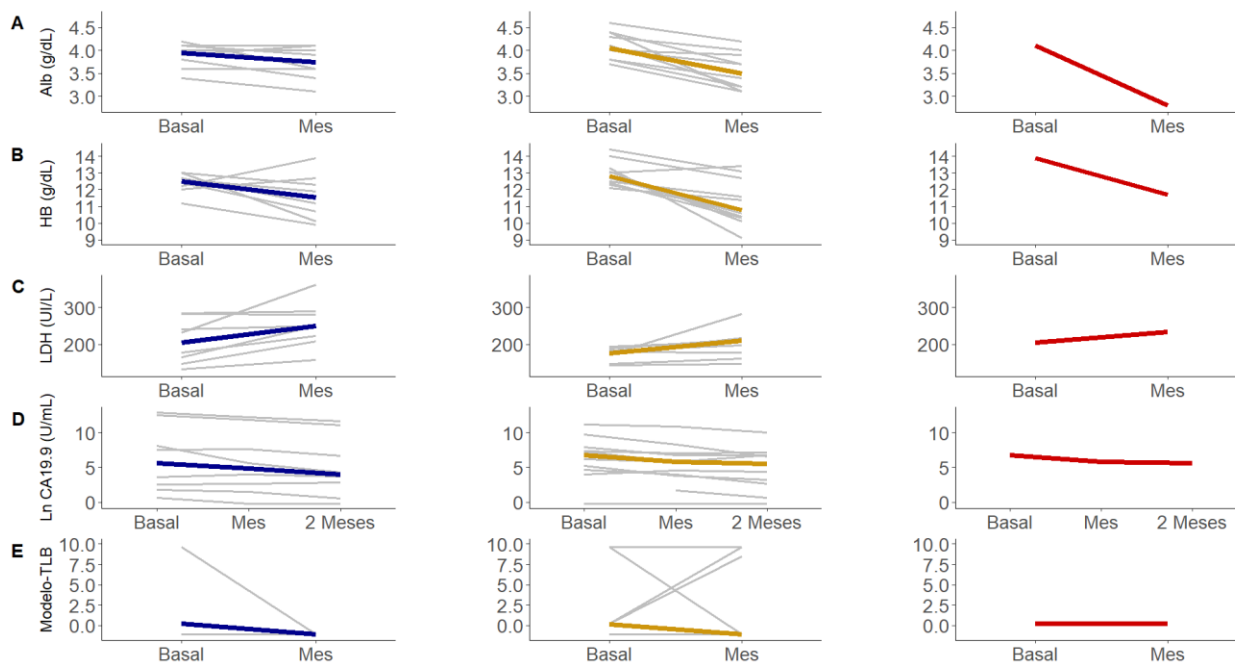 A
Alb (g/dL)
4.5
4.0
3.5
3.0
Basal Mes
4.5
4.0
3.5
3.0
Basal Mes
4.5
4.0
3.5
3.0
Basal Mes
B
HB (g/dL)
14
13
12
11
10
9
Basal Mes
14
13
12
11
10
9
Basal Mes
14
13
12
11
10
9
Basal Mes
C
LDH (UI/L)
300
200
Basal Mes
300
200
Basal Mes
300
200
Basal Mes
D
Ln CA19.9 (U/mL)
10
5
0
Basal Mes 2 Meses
10
5
0
Basal Mes 2 Meses
10
5
0
Basal Mes 2 Meses
E
Modelo-TLB
10.0
7.5
5.0
2.5
0.0
Basal Mes
10.0
7.5
5.0
2.5
0.0
Basal Mes
10.0
7.5
5.0
2.5
0.0
Basal Mes